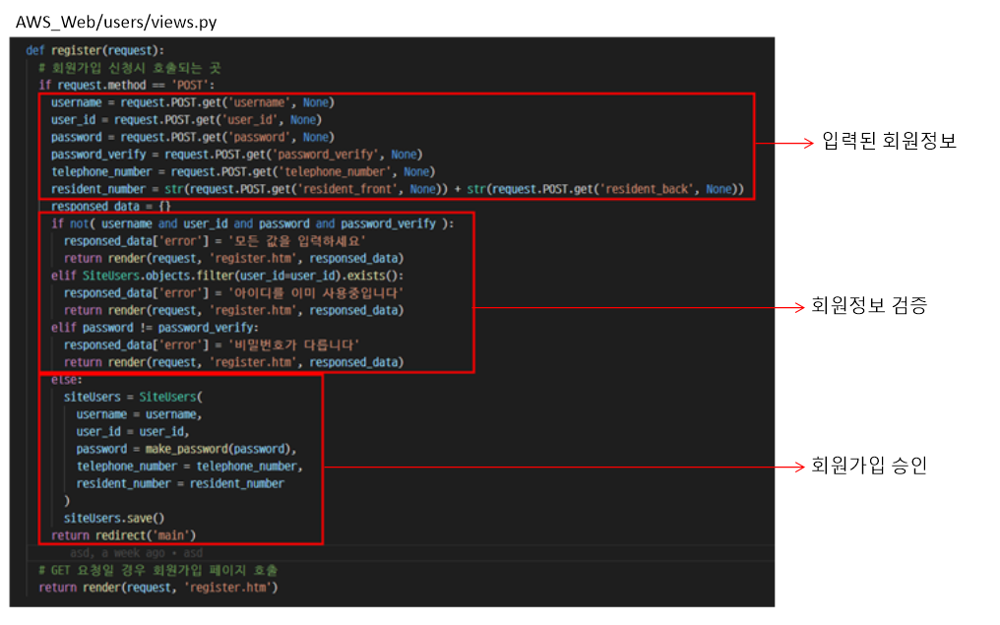 AWS_Web/users/views.py
def register(request):
# 회원가입 신청시 호출되는 곳
if request.method == 'POST':
username = request.POST.get('username', None)
user_id = request.POST.get('user_id', None)
password = request.POST.get('password', None)
password_verify = request.POST.get('password_verify', None)
telephone_number = request.POST.get('telephone_number', None)
resident_number = str(request.POST.get('resident_front', None)) + str(request.POST.get('resident_back', None))
입력된 회원정보
responsed_data = {}
if not( username and user_id and password and password_verify ):
responsed_data['error'] = '모든 값을 입력하세요'
return render(request, 'register.htm', responsed_data)
elif SiteUsers.objects.filter(user_id=user_id).exists():
responsed_data['error'] = '아이디를 이미 사용중입니다'
return render(request, 'register.htm', responsed_data)
elif password != password_verify:
responsed_data['error'] = '비밀번호가 다릅니다'
return render(request, 'register.htm', responsed_data)
회원정보 검증
else:
siteUsers = SiteUsers(
username = username,
user_id = user_id,
password = make_password(password),
telephone_number = telephone_number,
resident_number = resident_number
)
siteUsers.save()
return redirect('main')
회원가입 승인
asd, a week ago • asd
# GET 요청일 경우 회원가입 페이지 호출
return render(request, 'register.htm')